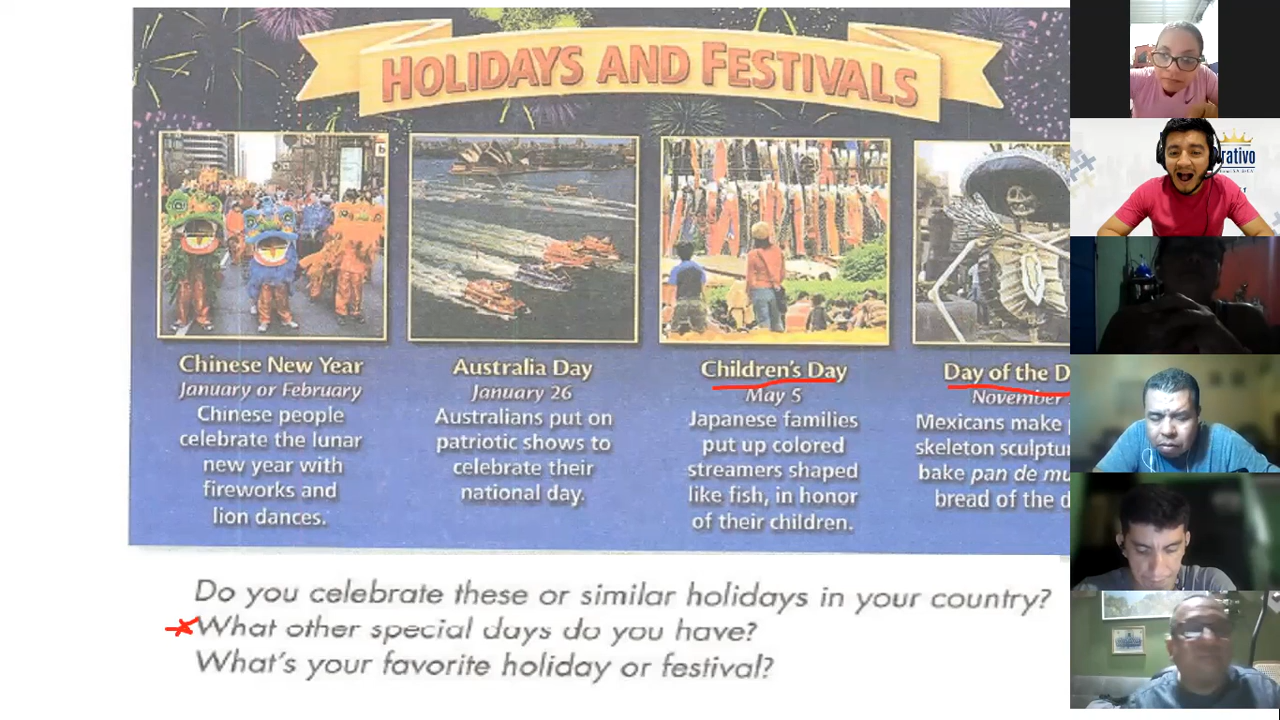 HOLIDAYS AND FESTIVALS
Chinese New Year
January or February
Chinese people
celebrate the lunar
new year with
fireworks and
lion dances.
Australia Day
January 26
Australians put on
patriotic shows to
celebrate their
national day.
Children's Day
May 5
Japanese families
put up colored
streamers shaped
like fish, in honor
of their children.
Day of the D
November
Mexicans make
skeleton sculptu
bake pan de mu
bread of the d
Do you celebrate these or similar holidays in your country?
What other special days do you have?
What's your favorite holiday or festival?
rativo